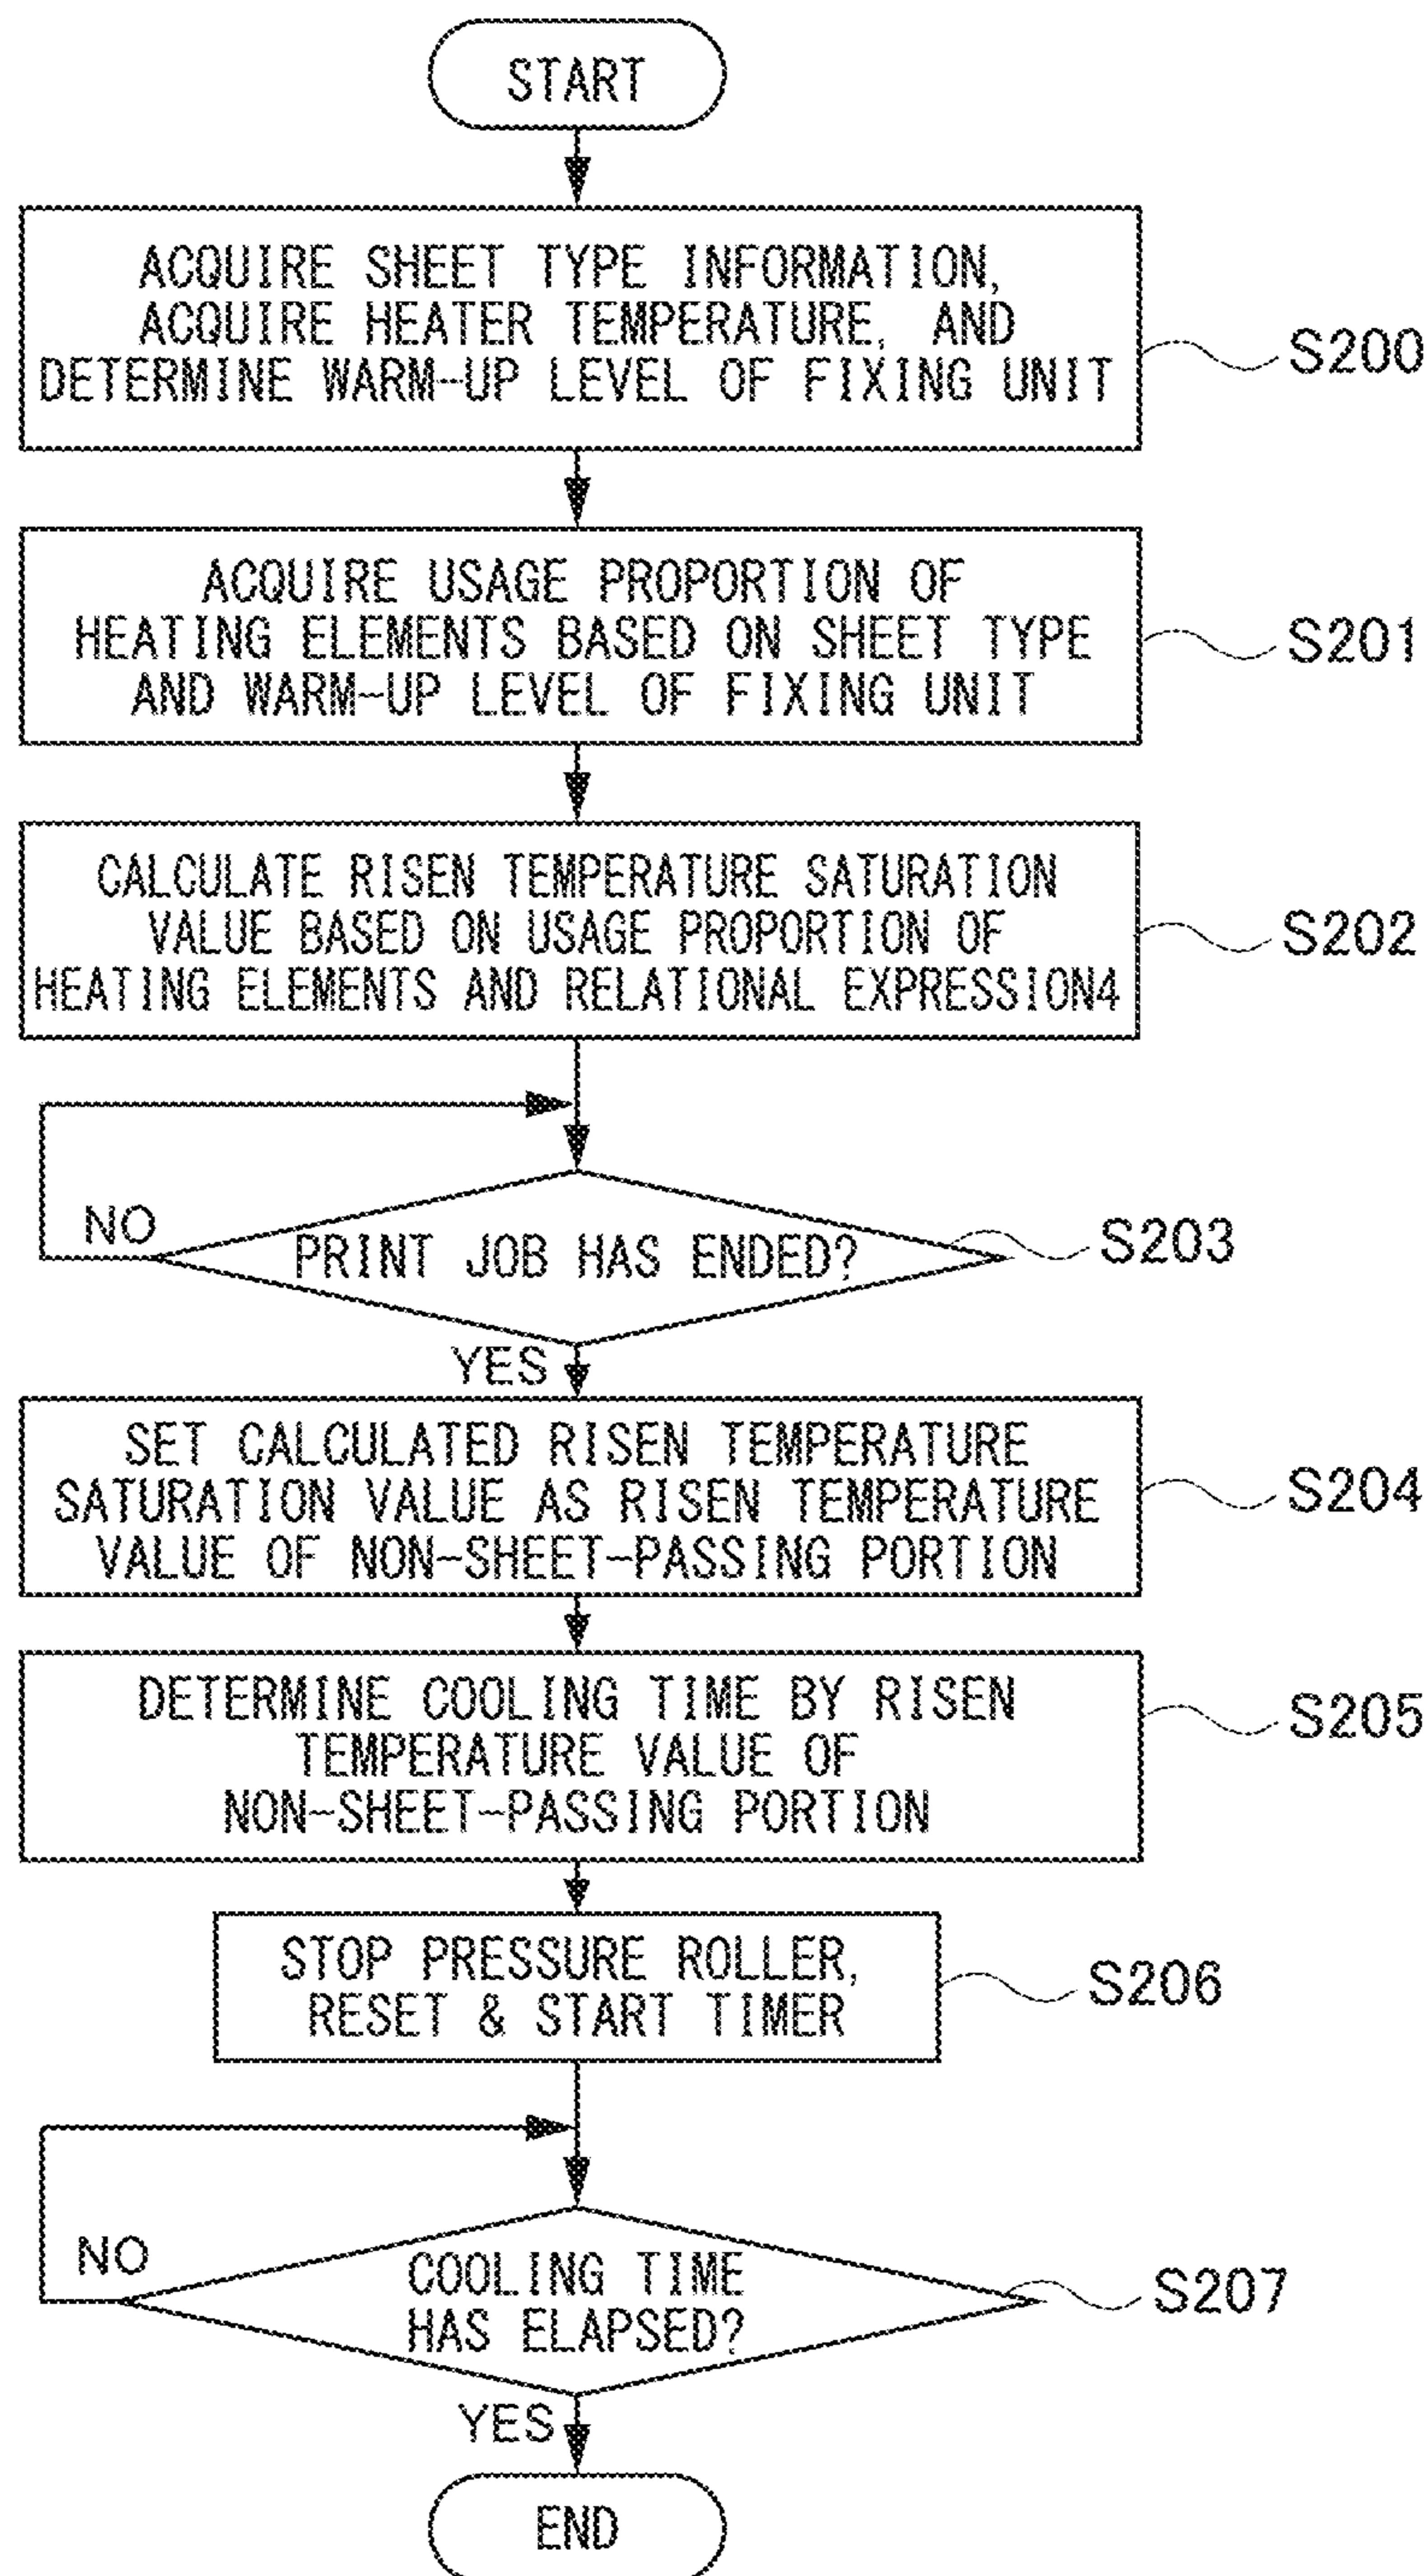 START
ACQUIRE SHEET TYPE INFORMATION,
ACQUIRE HEATER TEMPERATURE, AND
DETERMINE WARM-UP LEVEL OF FIXING UNIT
S200
ACQUIRE USAGE PROPORTION OF
HEATING ELEMENTS BASED ON SHEET TYPE
AND WARM-UP LEVEL OF FIXING UNIT
S201
CALCULATE RISEN TEMPERATURE SATURATION
VALUE BASED ON USAGE PROPORTION OF
HEATING ELEMENTS AND RELATIONAL EXPRESSION4
S202
NO
PRINT JOB HAS ENDED?
S203
YES
SET CALCULATED RISEN TEMPERATURE
SATURATION VALUE AS RISEN TEMPERATURE
VALUE OF NON-SHEET-PASSING PORTION
S204
DETERMINE COOLING TIME BY RISEN
TEMPERATURE VALUE OF
NON-SHEET-PASSING PORTION
S205
STOP PRESSURE ROLLER,
RESET & START TIMER
S206
NO
COOLING TIME
HAS ELAPSED?
S207
YES
END